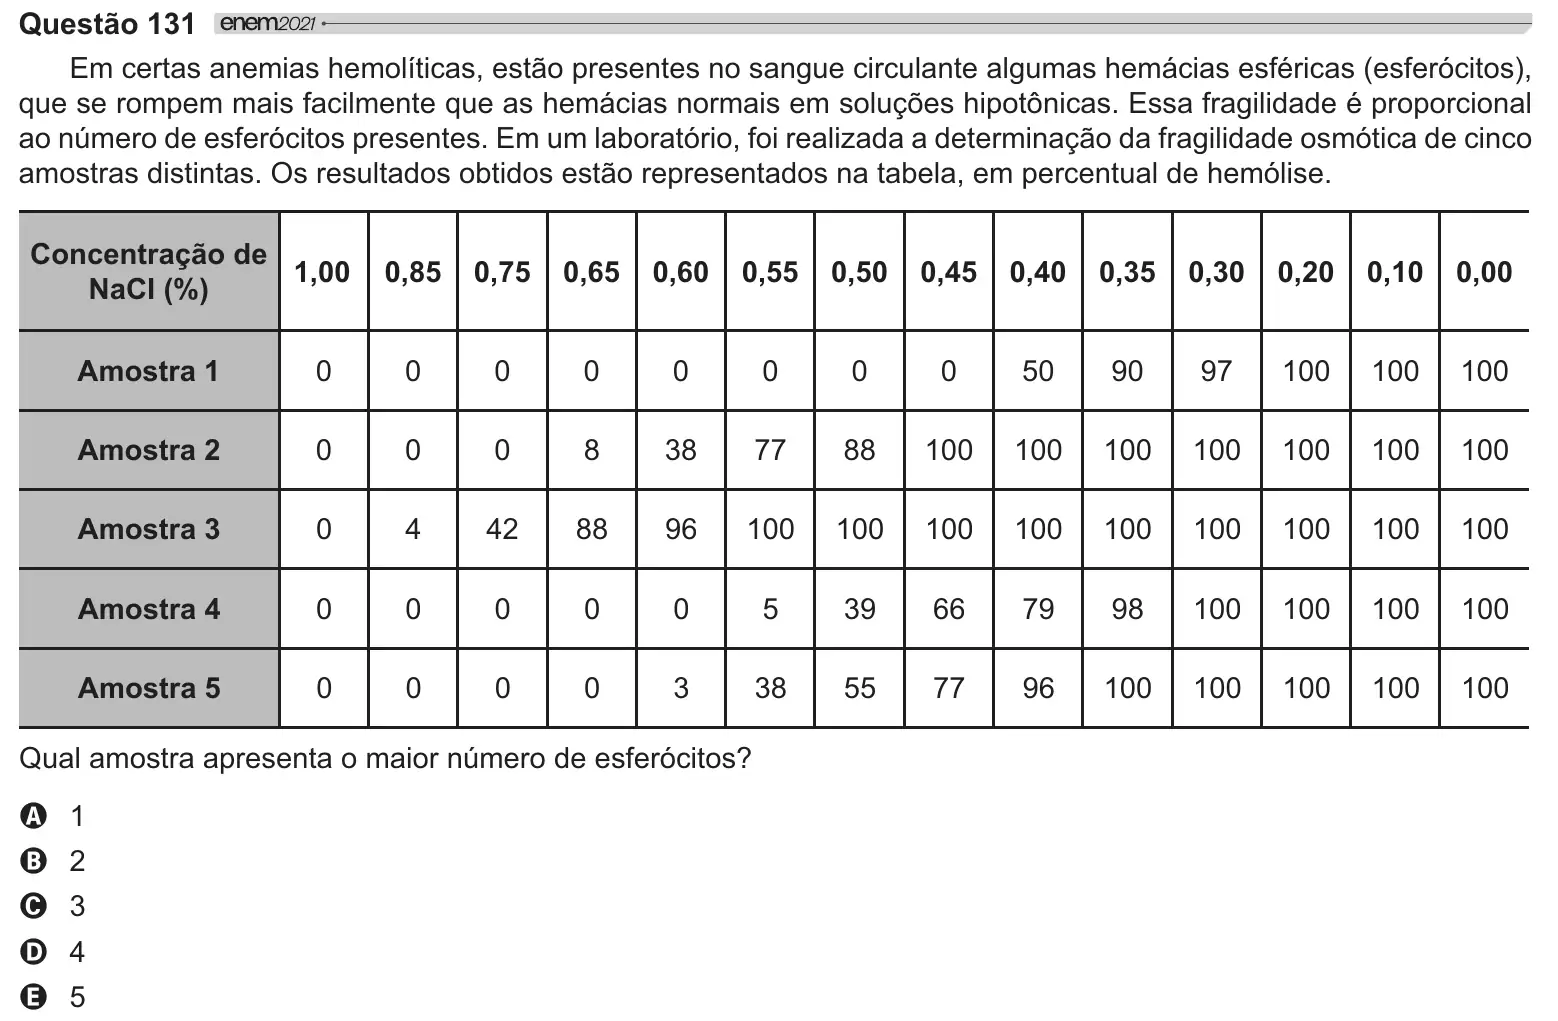 Questão 131 enem2021
Em certas anemias hemolíticas, estão presentes no sangue circulante algumas hemácias esféricas (esferócitos),
que se rompem mais facilmente que as hemácias normais em soluções hipotônicas. Essa fragilidade é proporcional
ao número de esferócitos presentes. Em um laboratório, foi realizada a determinação da fragilidade osmótica de cinco
amostras distintas. Os resultados obtidos estão representados na tabela, em percentual de hemólise.
Concentração de
NaCl (%) 1,00 0,85 0,75 0,65 0,60 0,55 0,50 0,45 0,40 0,35 0,30 0,20 0,10 0,00
Amostra 1 0 0 0 0 0 0 0 0 50 90 97 100 100 100
Amostra 2 0 0 0 8 38 77 88 100 100 100 100 100 100 100
Amostra 3 0 4 42 88 96 100 100 100 100 100 100 100 100 100
Amostra 4 0 0 0 0 0 5 39 66 79 98 100 100 100 100
Amostra 5 0 0 0 0 3 38 55 77 96 100 100 100 100 100
Qual amostra apresenta o maior número de esferócitos?
A 1
B 2
C 3
D 4
E 5